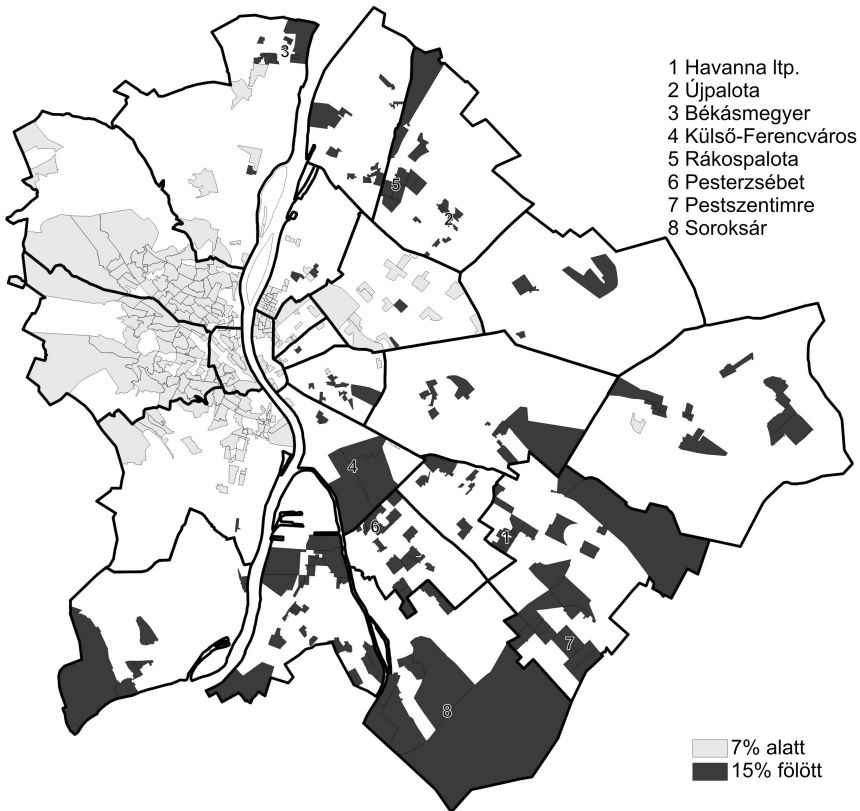 1 Havanna ltp.
2 Újpalota
3 Békásmegyer
4 Külső-Ferencváros
5 Rákospalota
6 Pesterzsébet
7 Pestszentimre
8 Soroksár
3
5
2
4
6
1
7
8
7% alatt
15% fölött